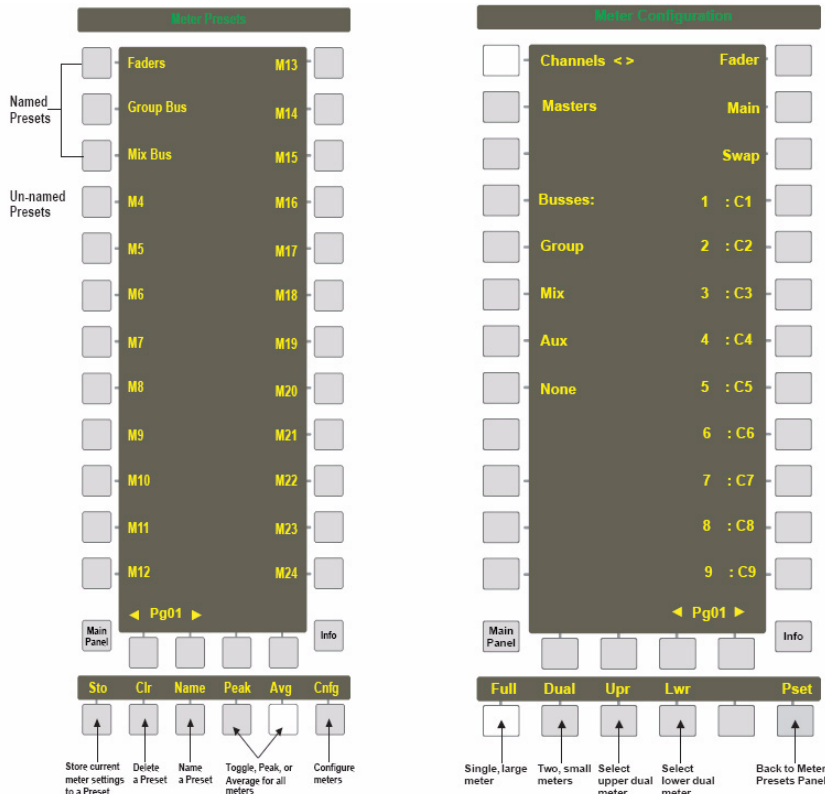 Meter Presets
Named
Presets
Un-named
Presets
Faders
M13
Group Bus
M14
Mix Bus
M15
M4
M16
M5
M17
M6
M18
M7
M19
M8
M20
M9
M21
M10
M22
M11
M23
M12
M24
◄ Pg01 ►
Main
Panel
Info
Sto
Clr
Name
Peak
Avg
Cnfg
Store current
meter settings
to a Preset
Delete
a Preset
Name
a Preset
Toggle, Peak, or
Average for all
meters
Configure
meters
Meter Configuration
Channels <>
Fader
Masters
Main
Swap
Busses:
1 : C1
Group
2 : C2
Mix
3 : C3
Aux
4 : C4
None
5 : C5
6 : C6
7 : C7
8 : C8
9 : C9
◄ Pg01 ►
Main
Panel
Info
Full
Dual
Upr
Lwr
Pset
Single, large
meter
Two, small
meters
Select
upper dual
meter
Select
lower dual
meter
Back to Meter
Presets Panel